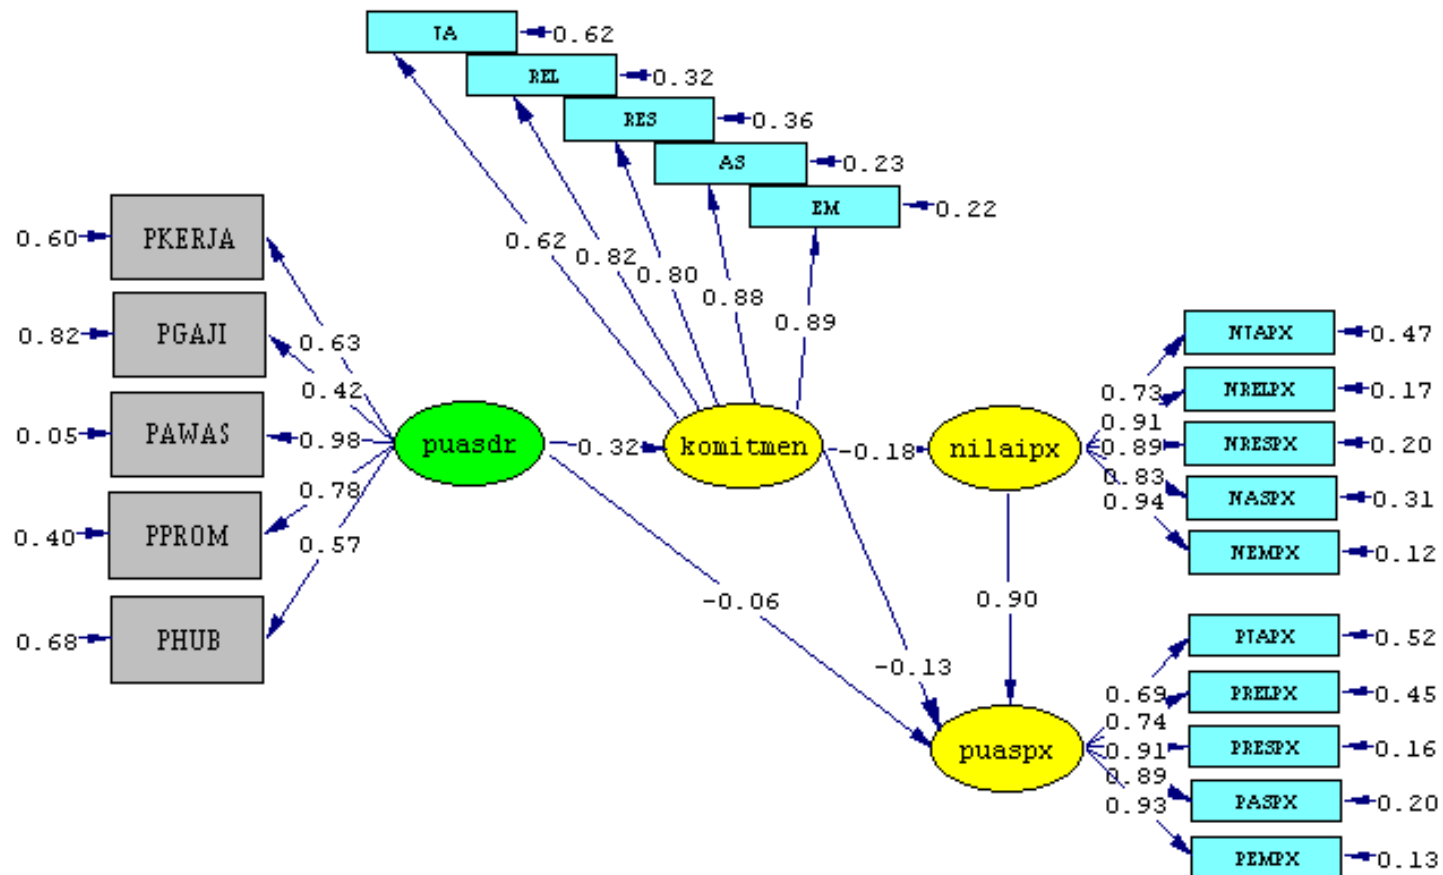 IA
0.62
REL
0.32
RES
0.36
AS
0.23
EM
0.22
0.60
PKERJA
0.82
PGAJI
0.05
PAWAS
0.40
PPROM
0.68
PHUB
0.63
0.42
0.98
0.78
0.57
0.62
0.82
0.80
0.88
0.89
puasdr
0.32
komitmen
-0.18
nilaipx
-0.06
-0.13
0.90
puaspx
0.73
0.91
0.89
0.83
0.94
NIAPX
0.47
NRELPX
0.17
NRESPX
0.20
NASPX
0.31
NEMPX
0.12
0.69
0.74
0.91
0.89
0.93
PIAPX
0.52
PRELPX
0.45
PRESPX
0.16
PASPX
0.20
PEMPX
0.13